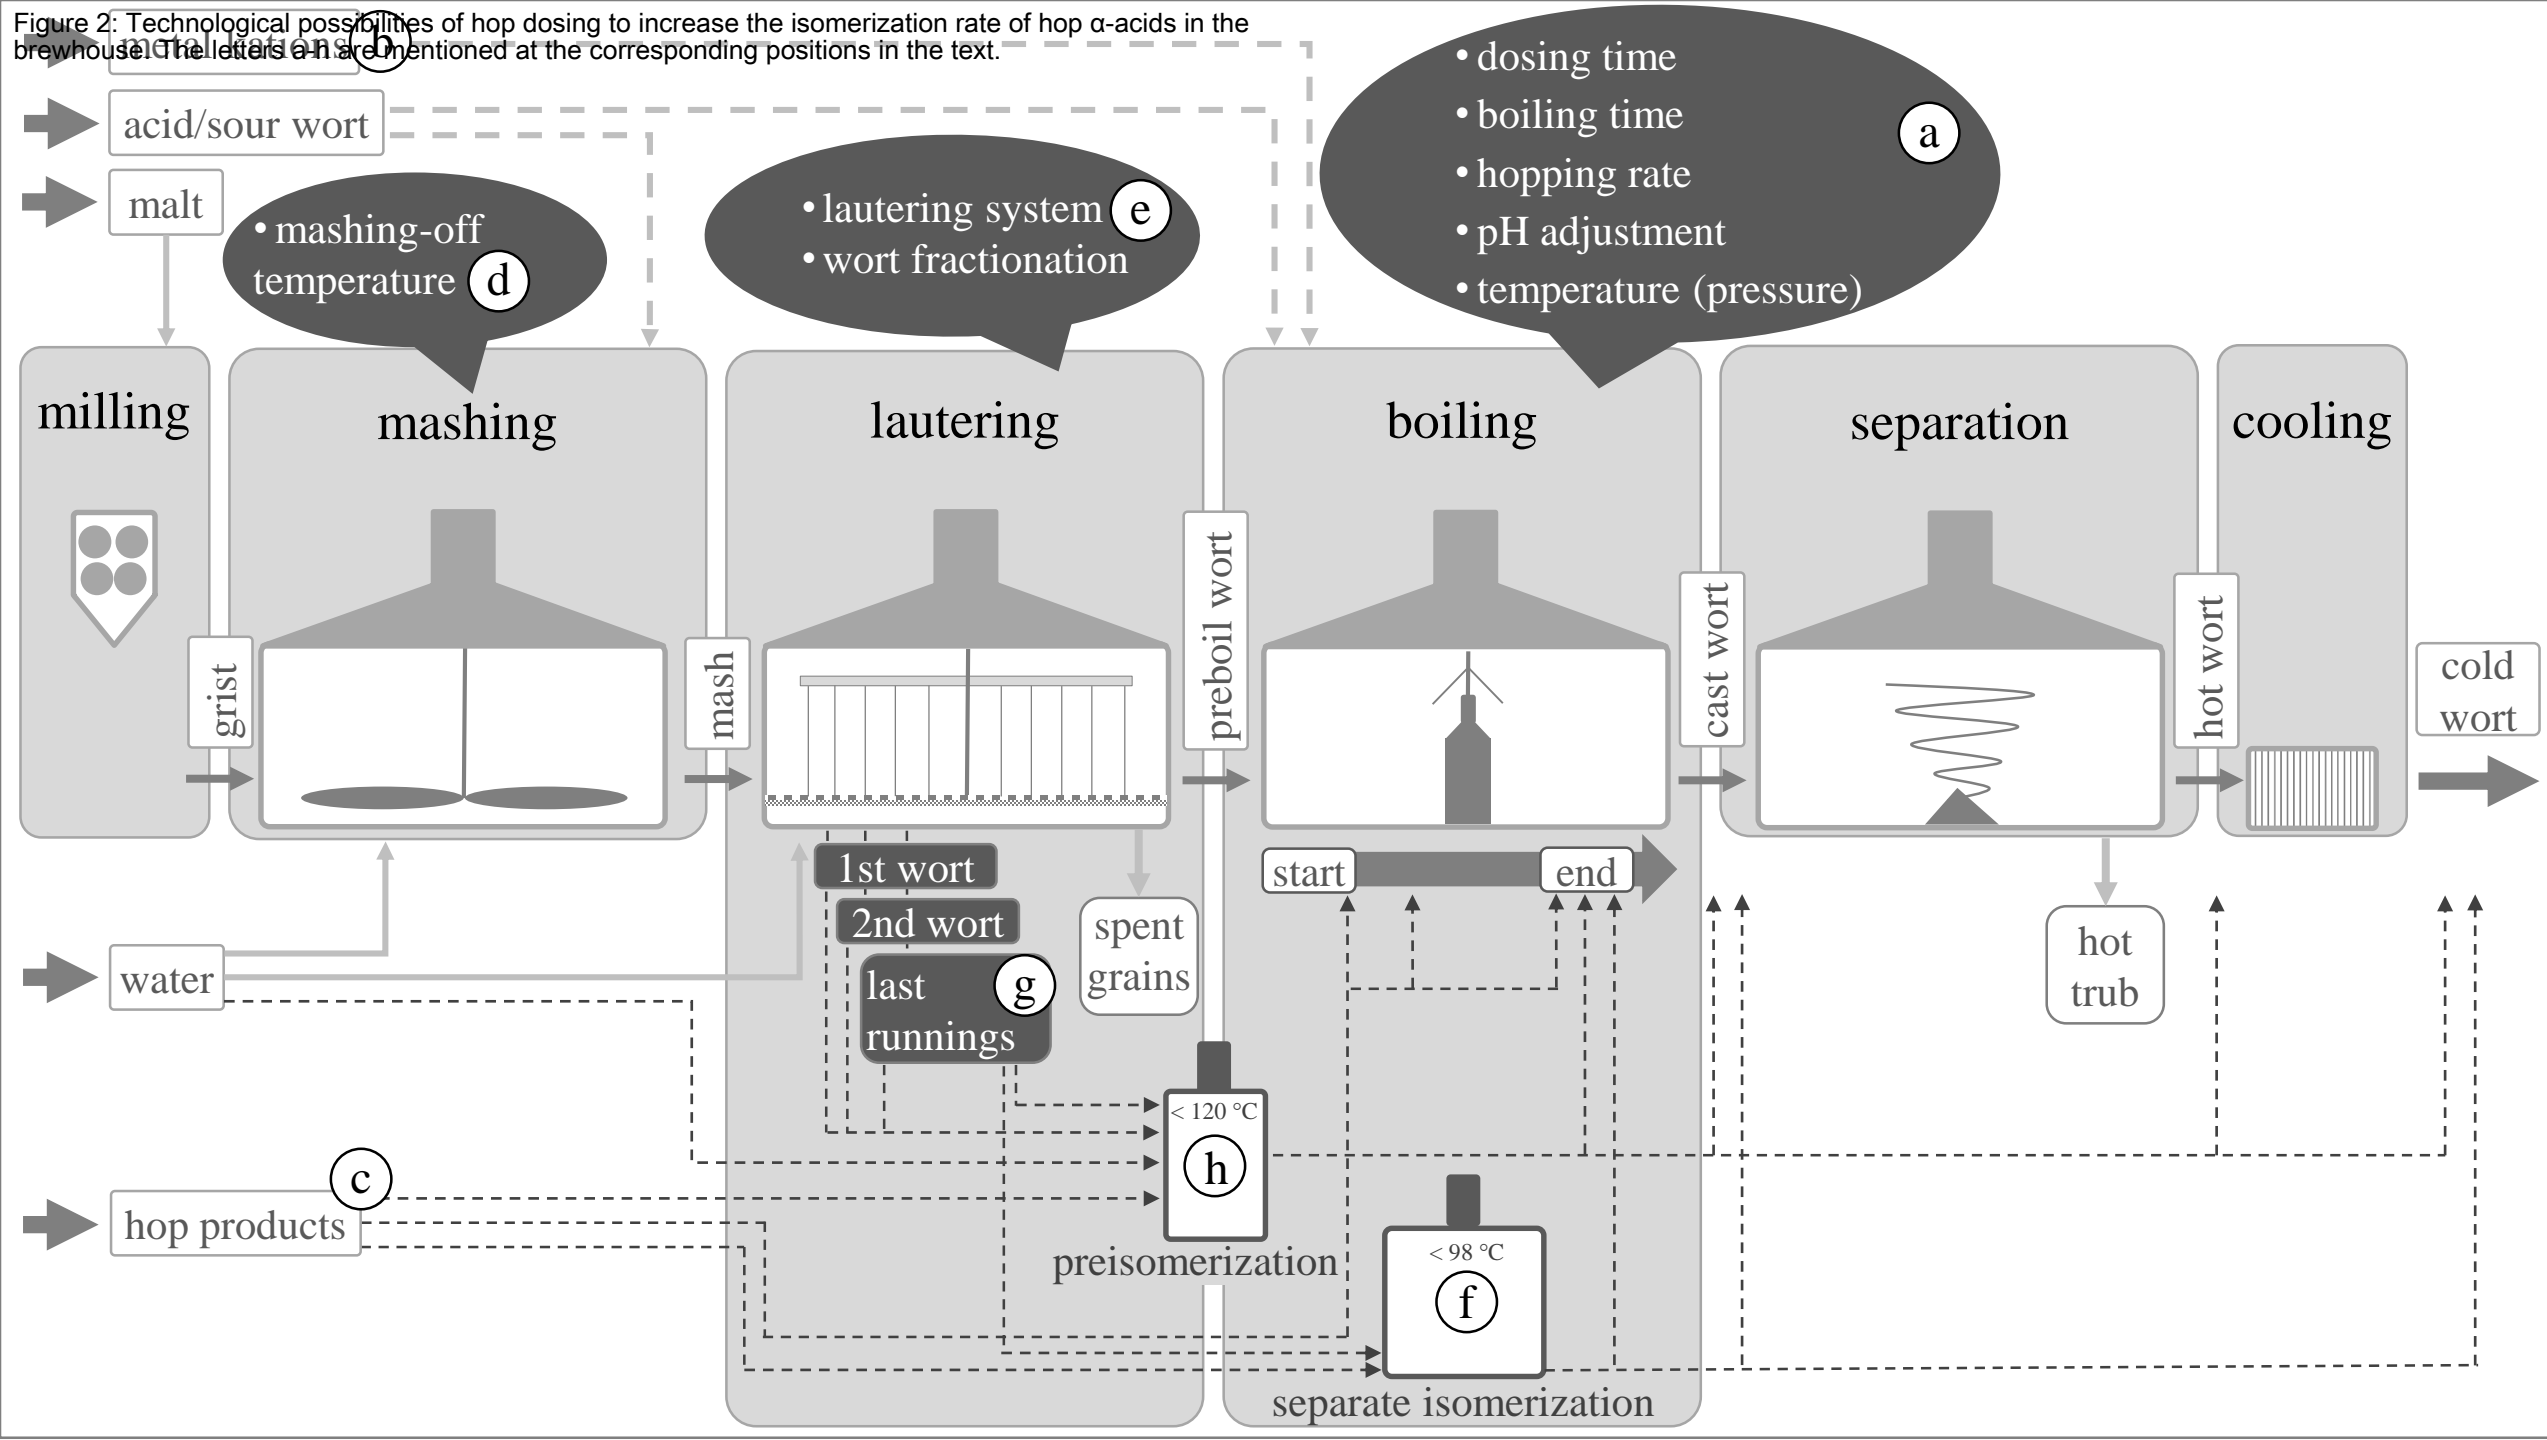 Figure 2: Technological possibilities of hop dosing to increase the isomerization rate of hop α-acids in the
brewhouse. The letters a-h are mentioned at the corresponding positions in the text.
metal kations
b
acid/sour wort
malt
• mashing-off
temperature
d
• lautering system
e
• wort fractionation
• dosing time
• boiling time
a
• hopping rate
• pH adjustment
• temperature (pressure)
milling
mashing
lautering
boiling
separation
cooling
grist
mash
preboil wort
cast wort
hot wort
cold
wort
1st wort
2nd wort
last
runnings
g
spent
grains
start
end
hot
trub
water
< 120 °C
h
preisomerization
c
hop products
< 98 °C
f
separate isomerization